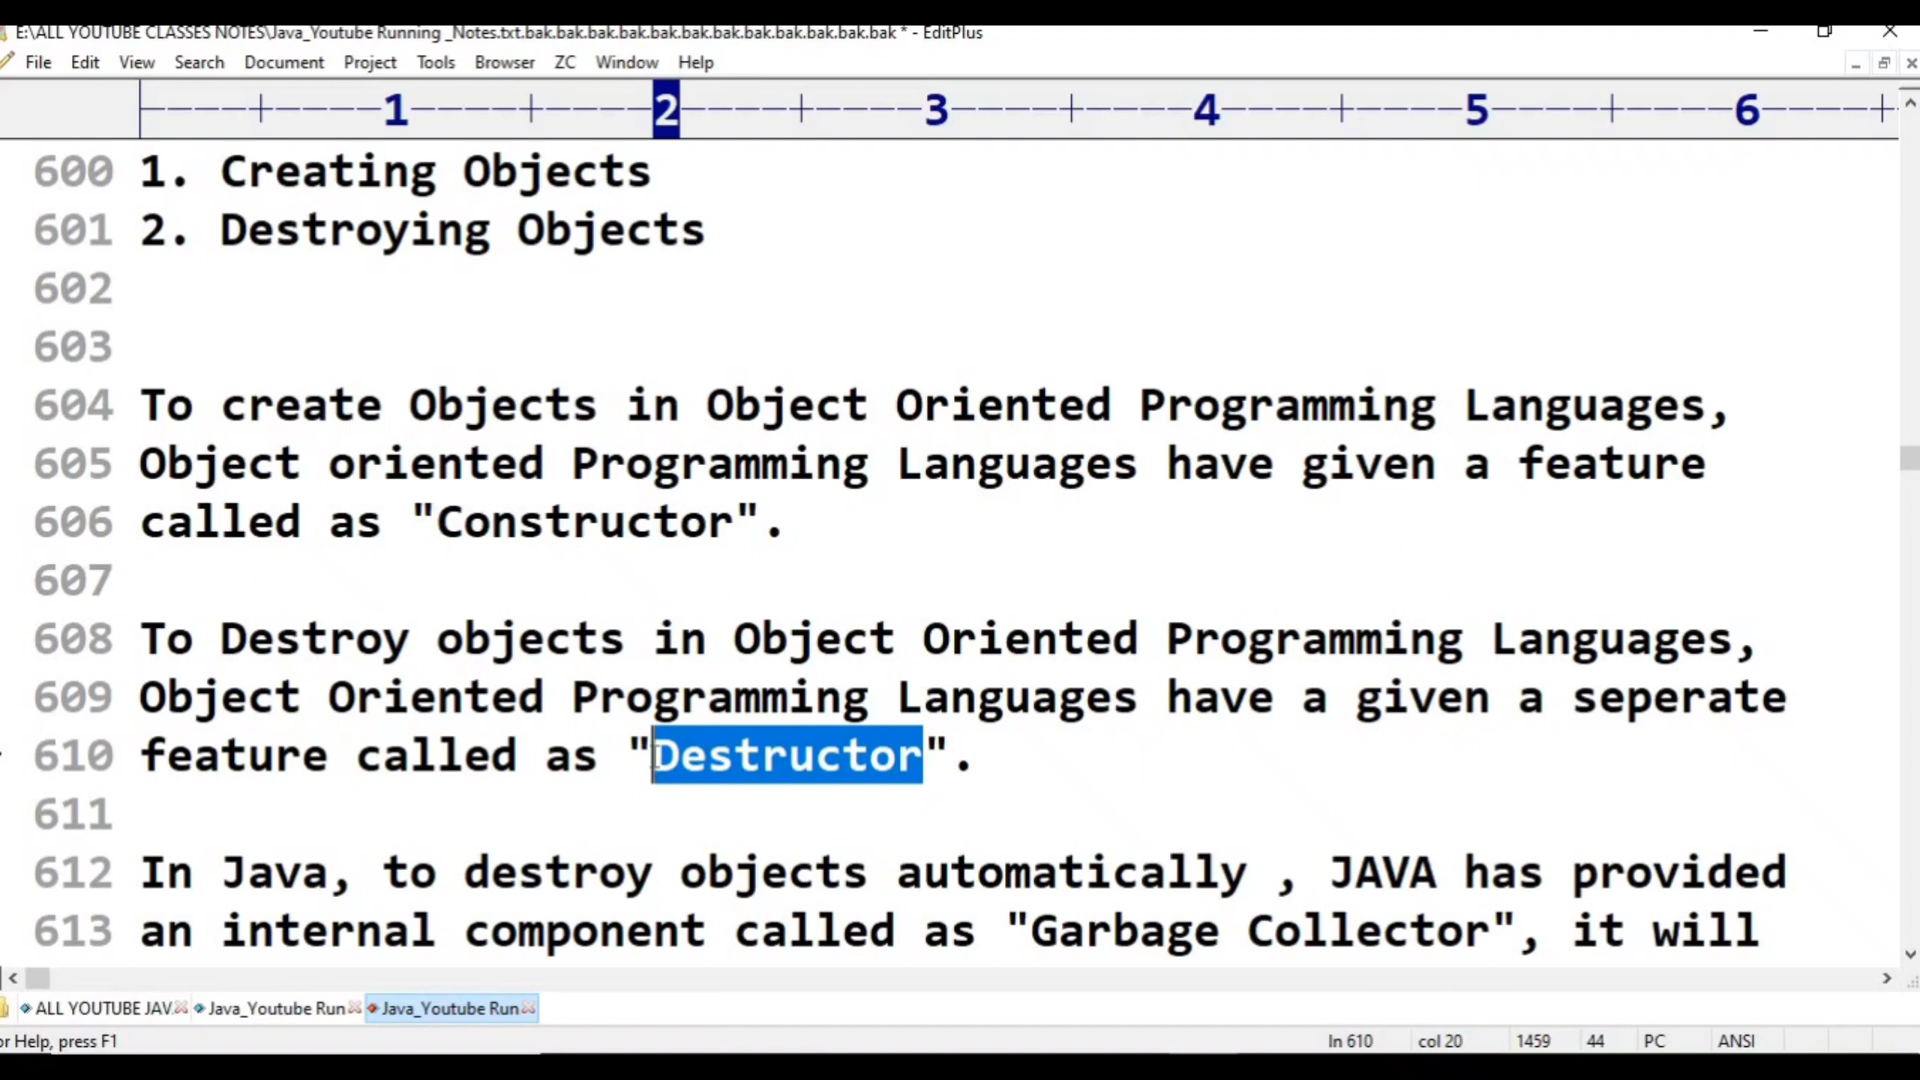 E:\ALL YOUTUBE CLASSES NOTES\Java_Youtube Running _Notes.txt.bak.bak.bak.bak.bak.bak.bak.bak.bak.bak.bak.bak * - EditPlus
File Edit View Search Document Project Tools Browser ZC Window Help
1 2 3 4 5 6
600 1. Creating Objects
601 2. Destroying Objects
602
603
604 To create Objects in Object Oriented Programming Languages,
605 Object oriented Programming Languages have given a feature
606 called as "Constructor".
607
608 To Destroy objects in Object Oriented Programming Languages,
609 Object Oriented Programming Languages have a given a seperate
610 feature called as "Destructor".
611
612 In Java, to destroy objects automatically , JAVA has provided
613 an internal component called as "Garbage Collector", it will
ALL YOUTUBE JAV Java_Youtube Run Java_Youtube Run
or Help, press F1 ln 610 col 20 1459 44 PC ANSI